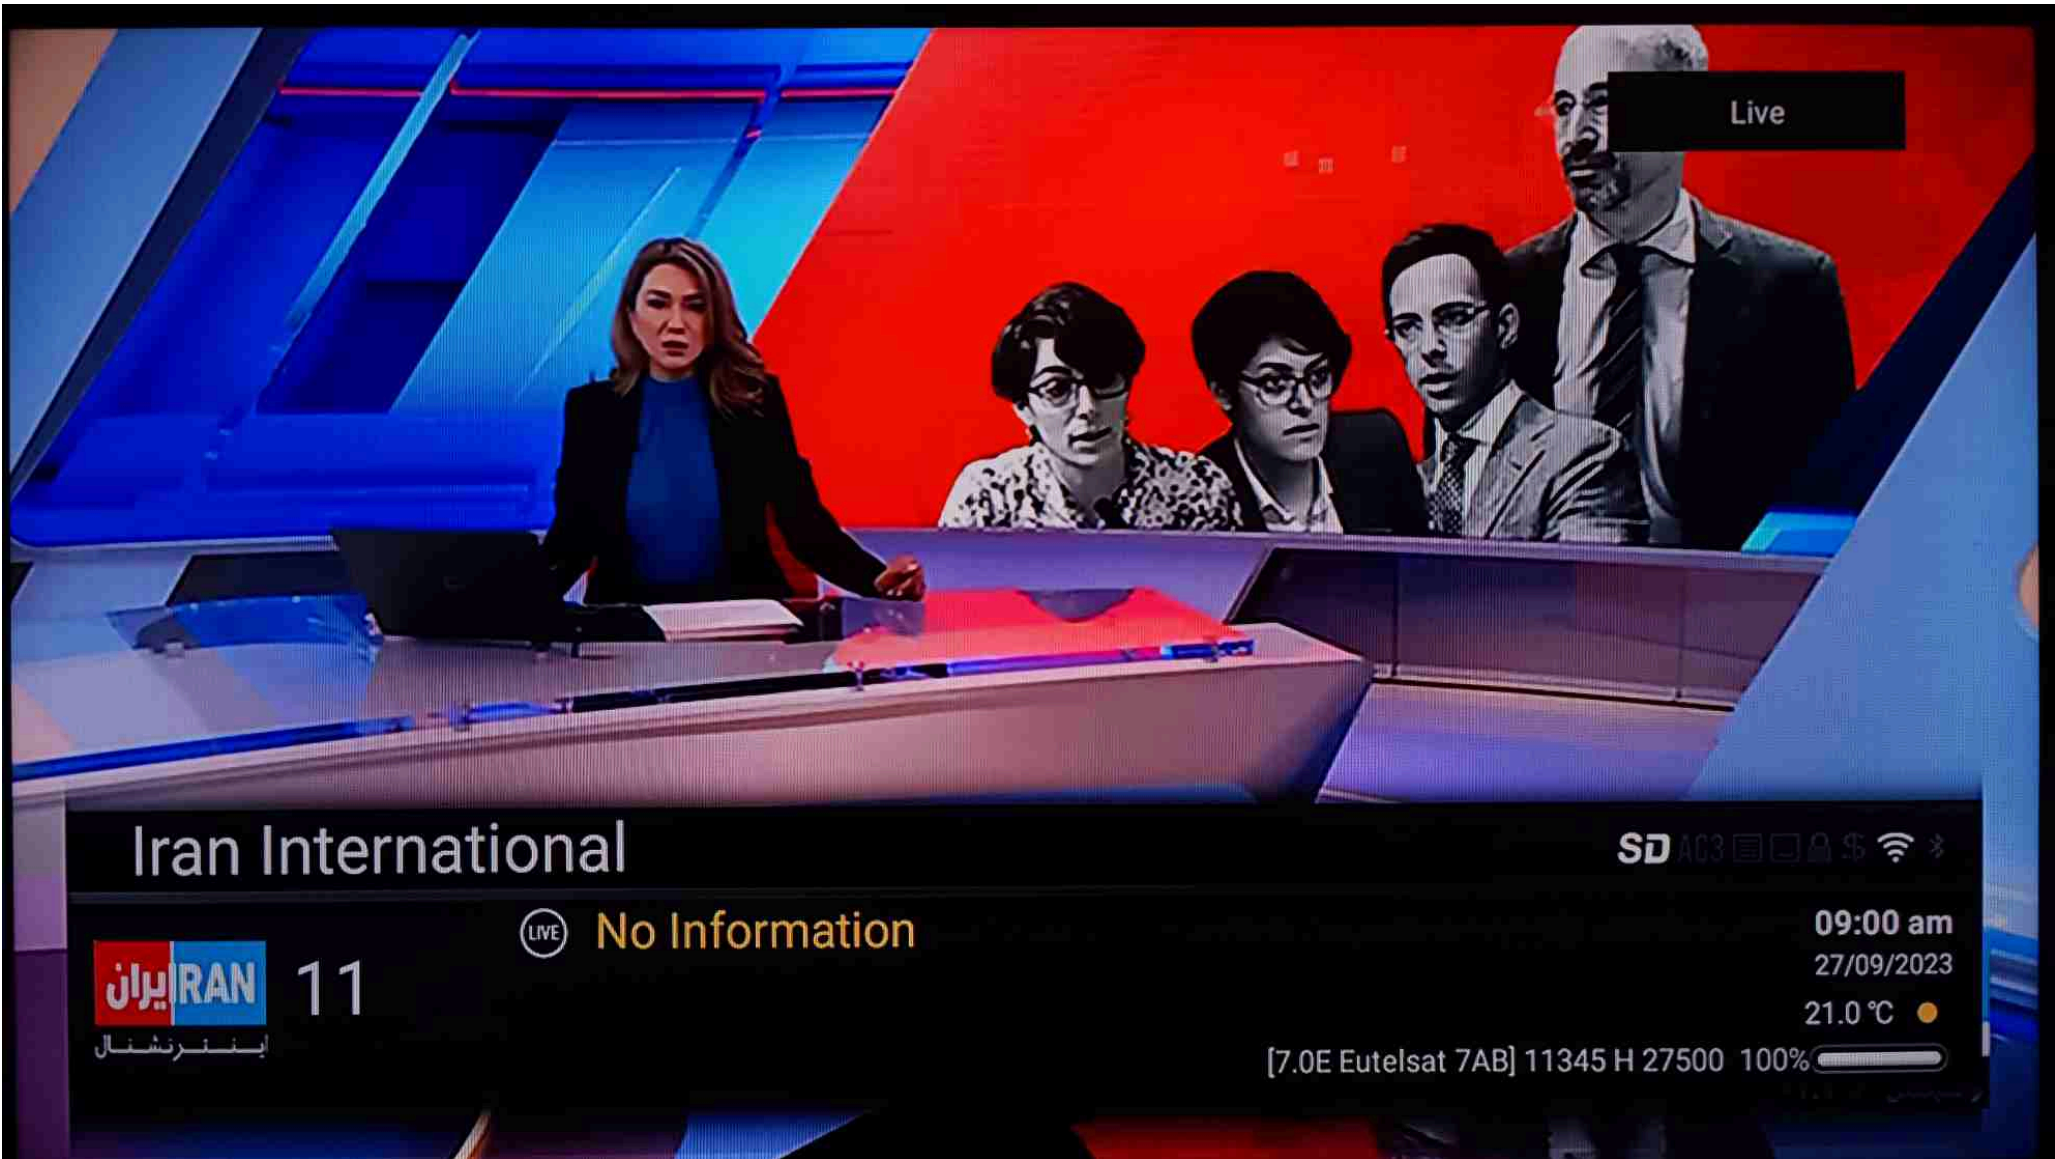 Live
Iran International
SD AC3
LIVE No Information
09:00 am
27/09/2023
ایران IRAN
11
21.0 °C
اینترنشنال
[7.0E Eutelsat 7AB] 11345 H 27500 100%